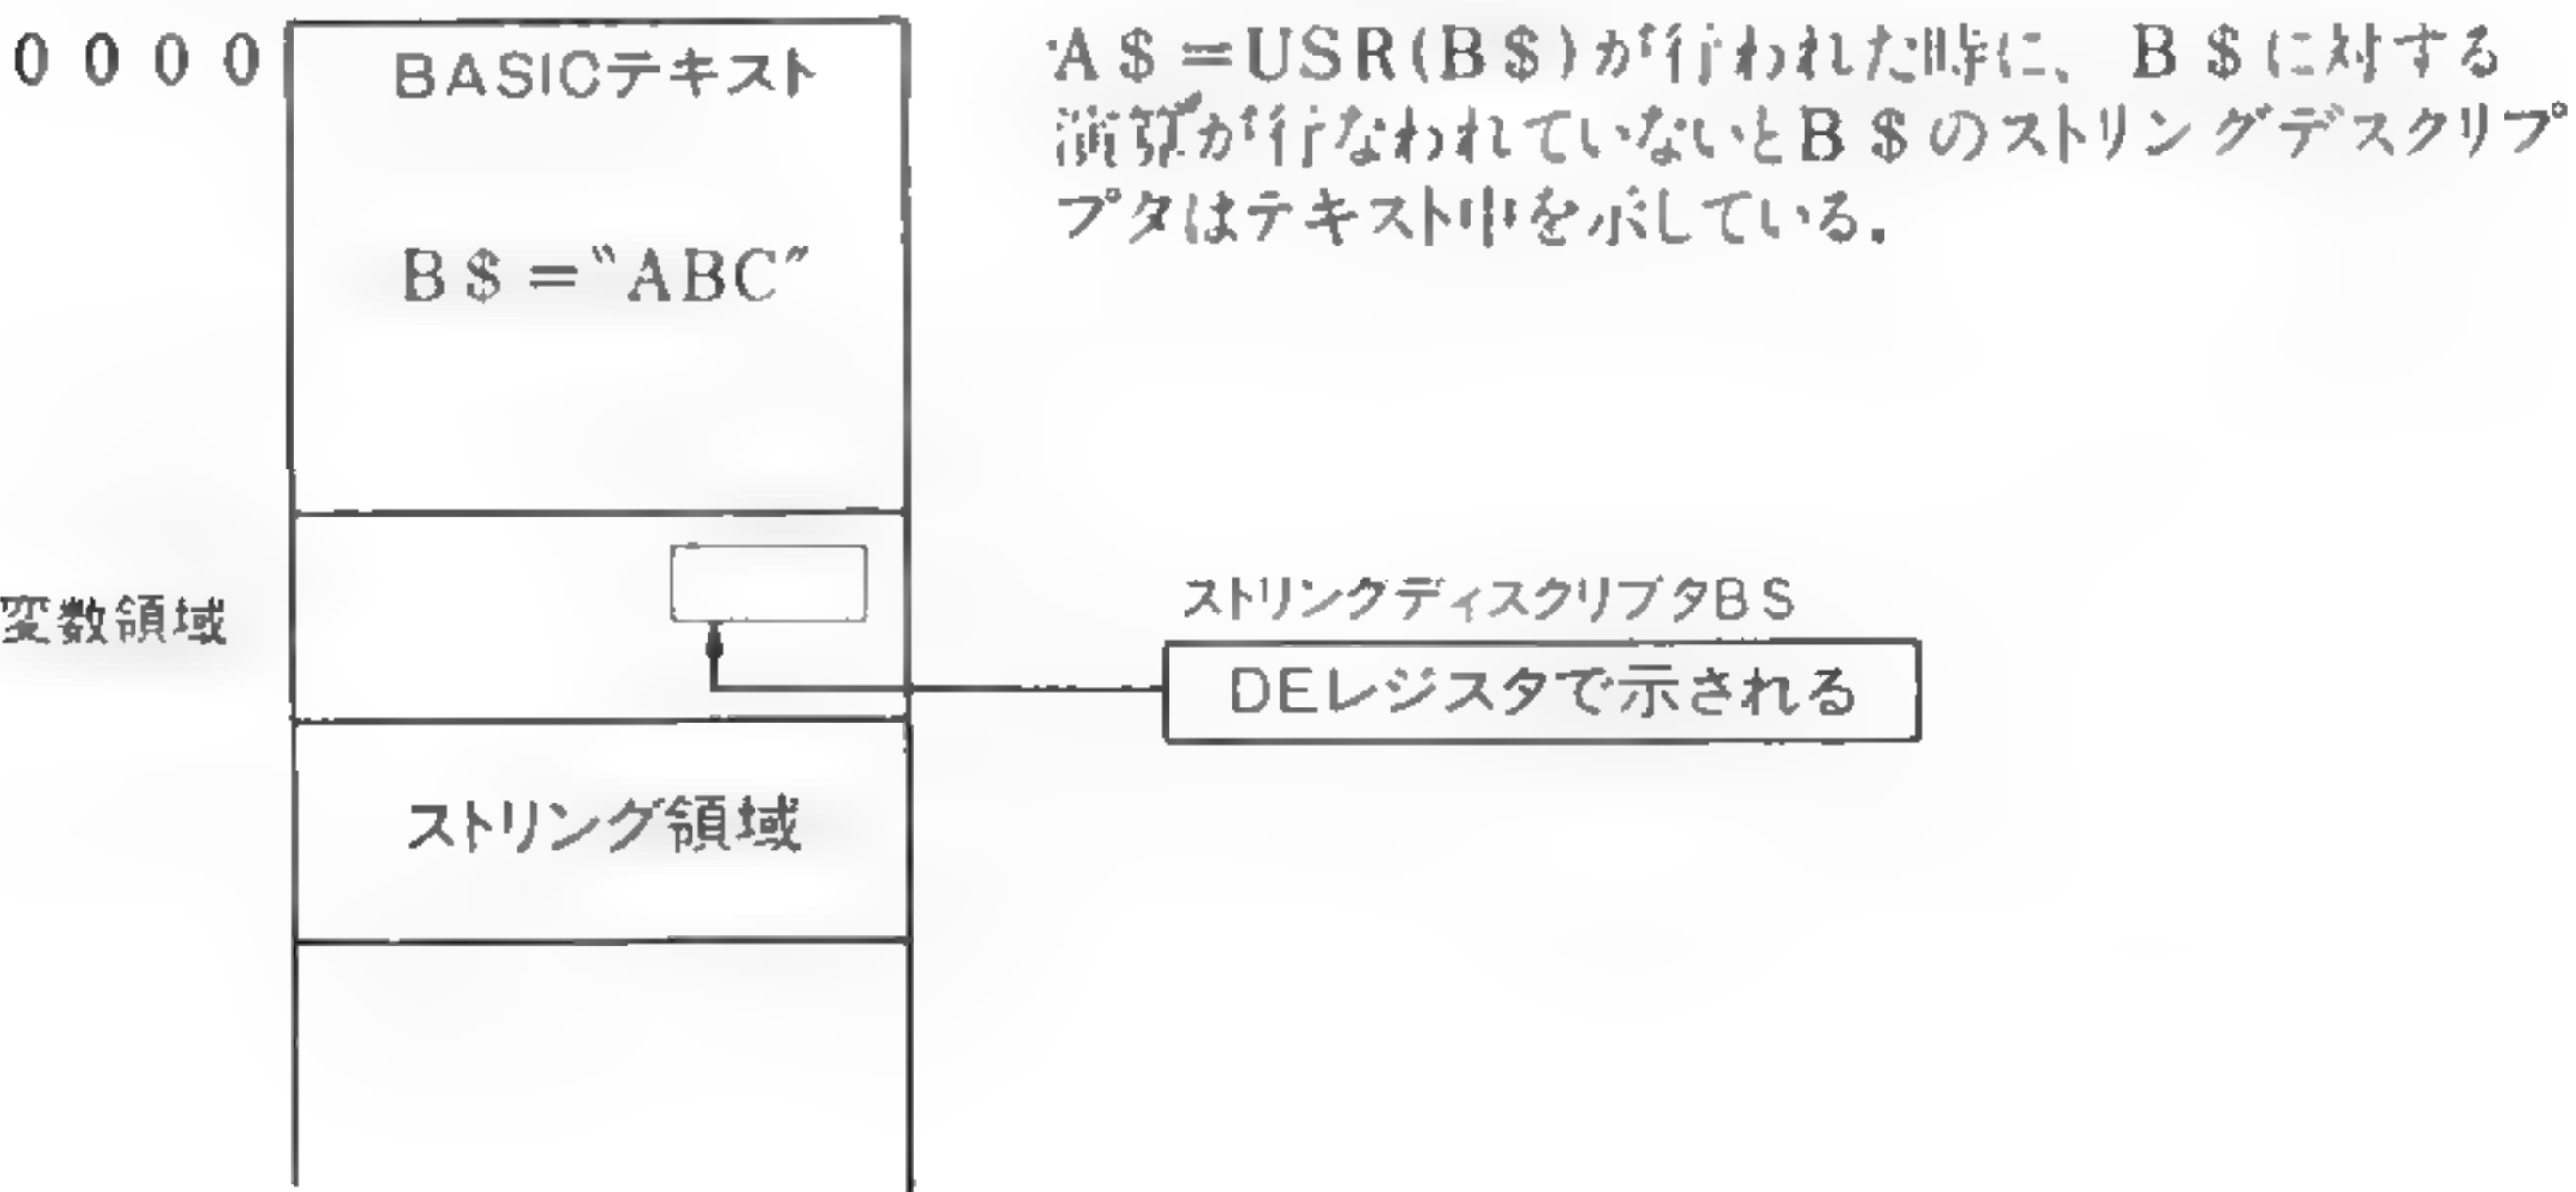 0000
BASICテキスト
B$=〝ABC〞
変数領域
ストリング領域
A$=USR(B$)が行われた時に、B$に対する
演算が行なわれていないとB$のストリングデスクリプ
プタはテキスト中を示している.
ストリングディスクリプタBS
DEレジスタで示される